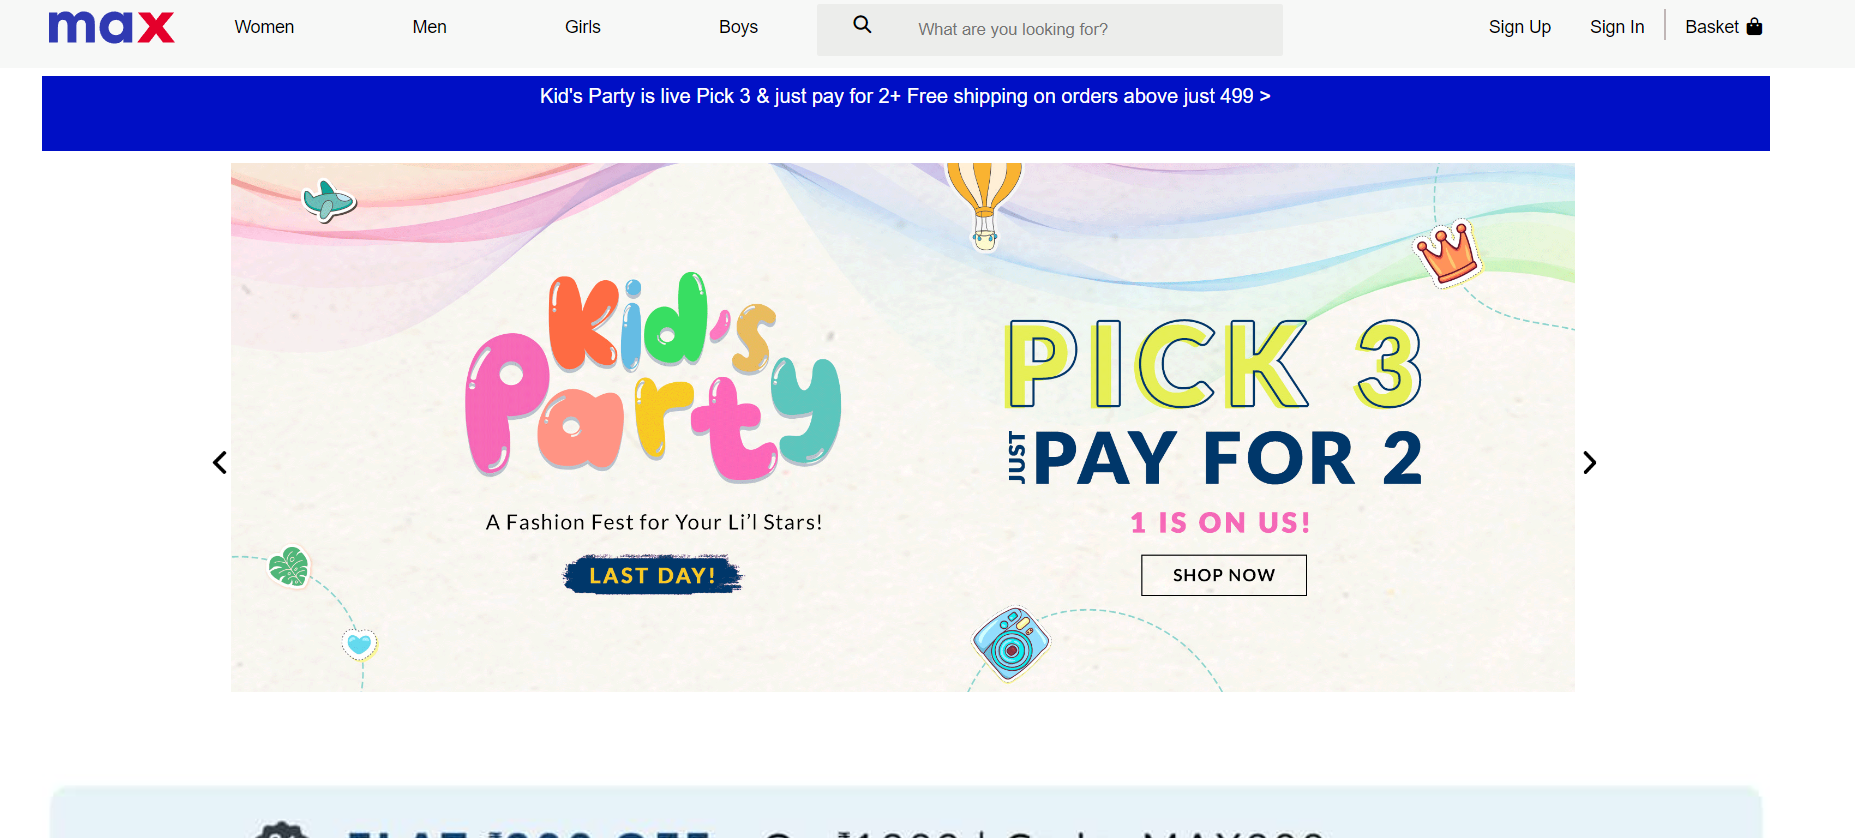 max
Women
Men
Girls
Boys
What are you looking for?
Sign Up
Sign In
Basket
Kid's Party is live Pick 3 & just pay for 2+ Free shipping on orders above just 499 >
Kid's
Party
A Fashion Fest for Your Li'l Stars!
LAST DAY!
PICK 3
JUST PAY FOR 2
1 IS ON US!
SHOP NOW